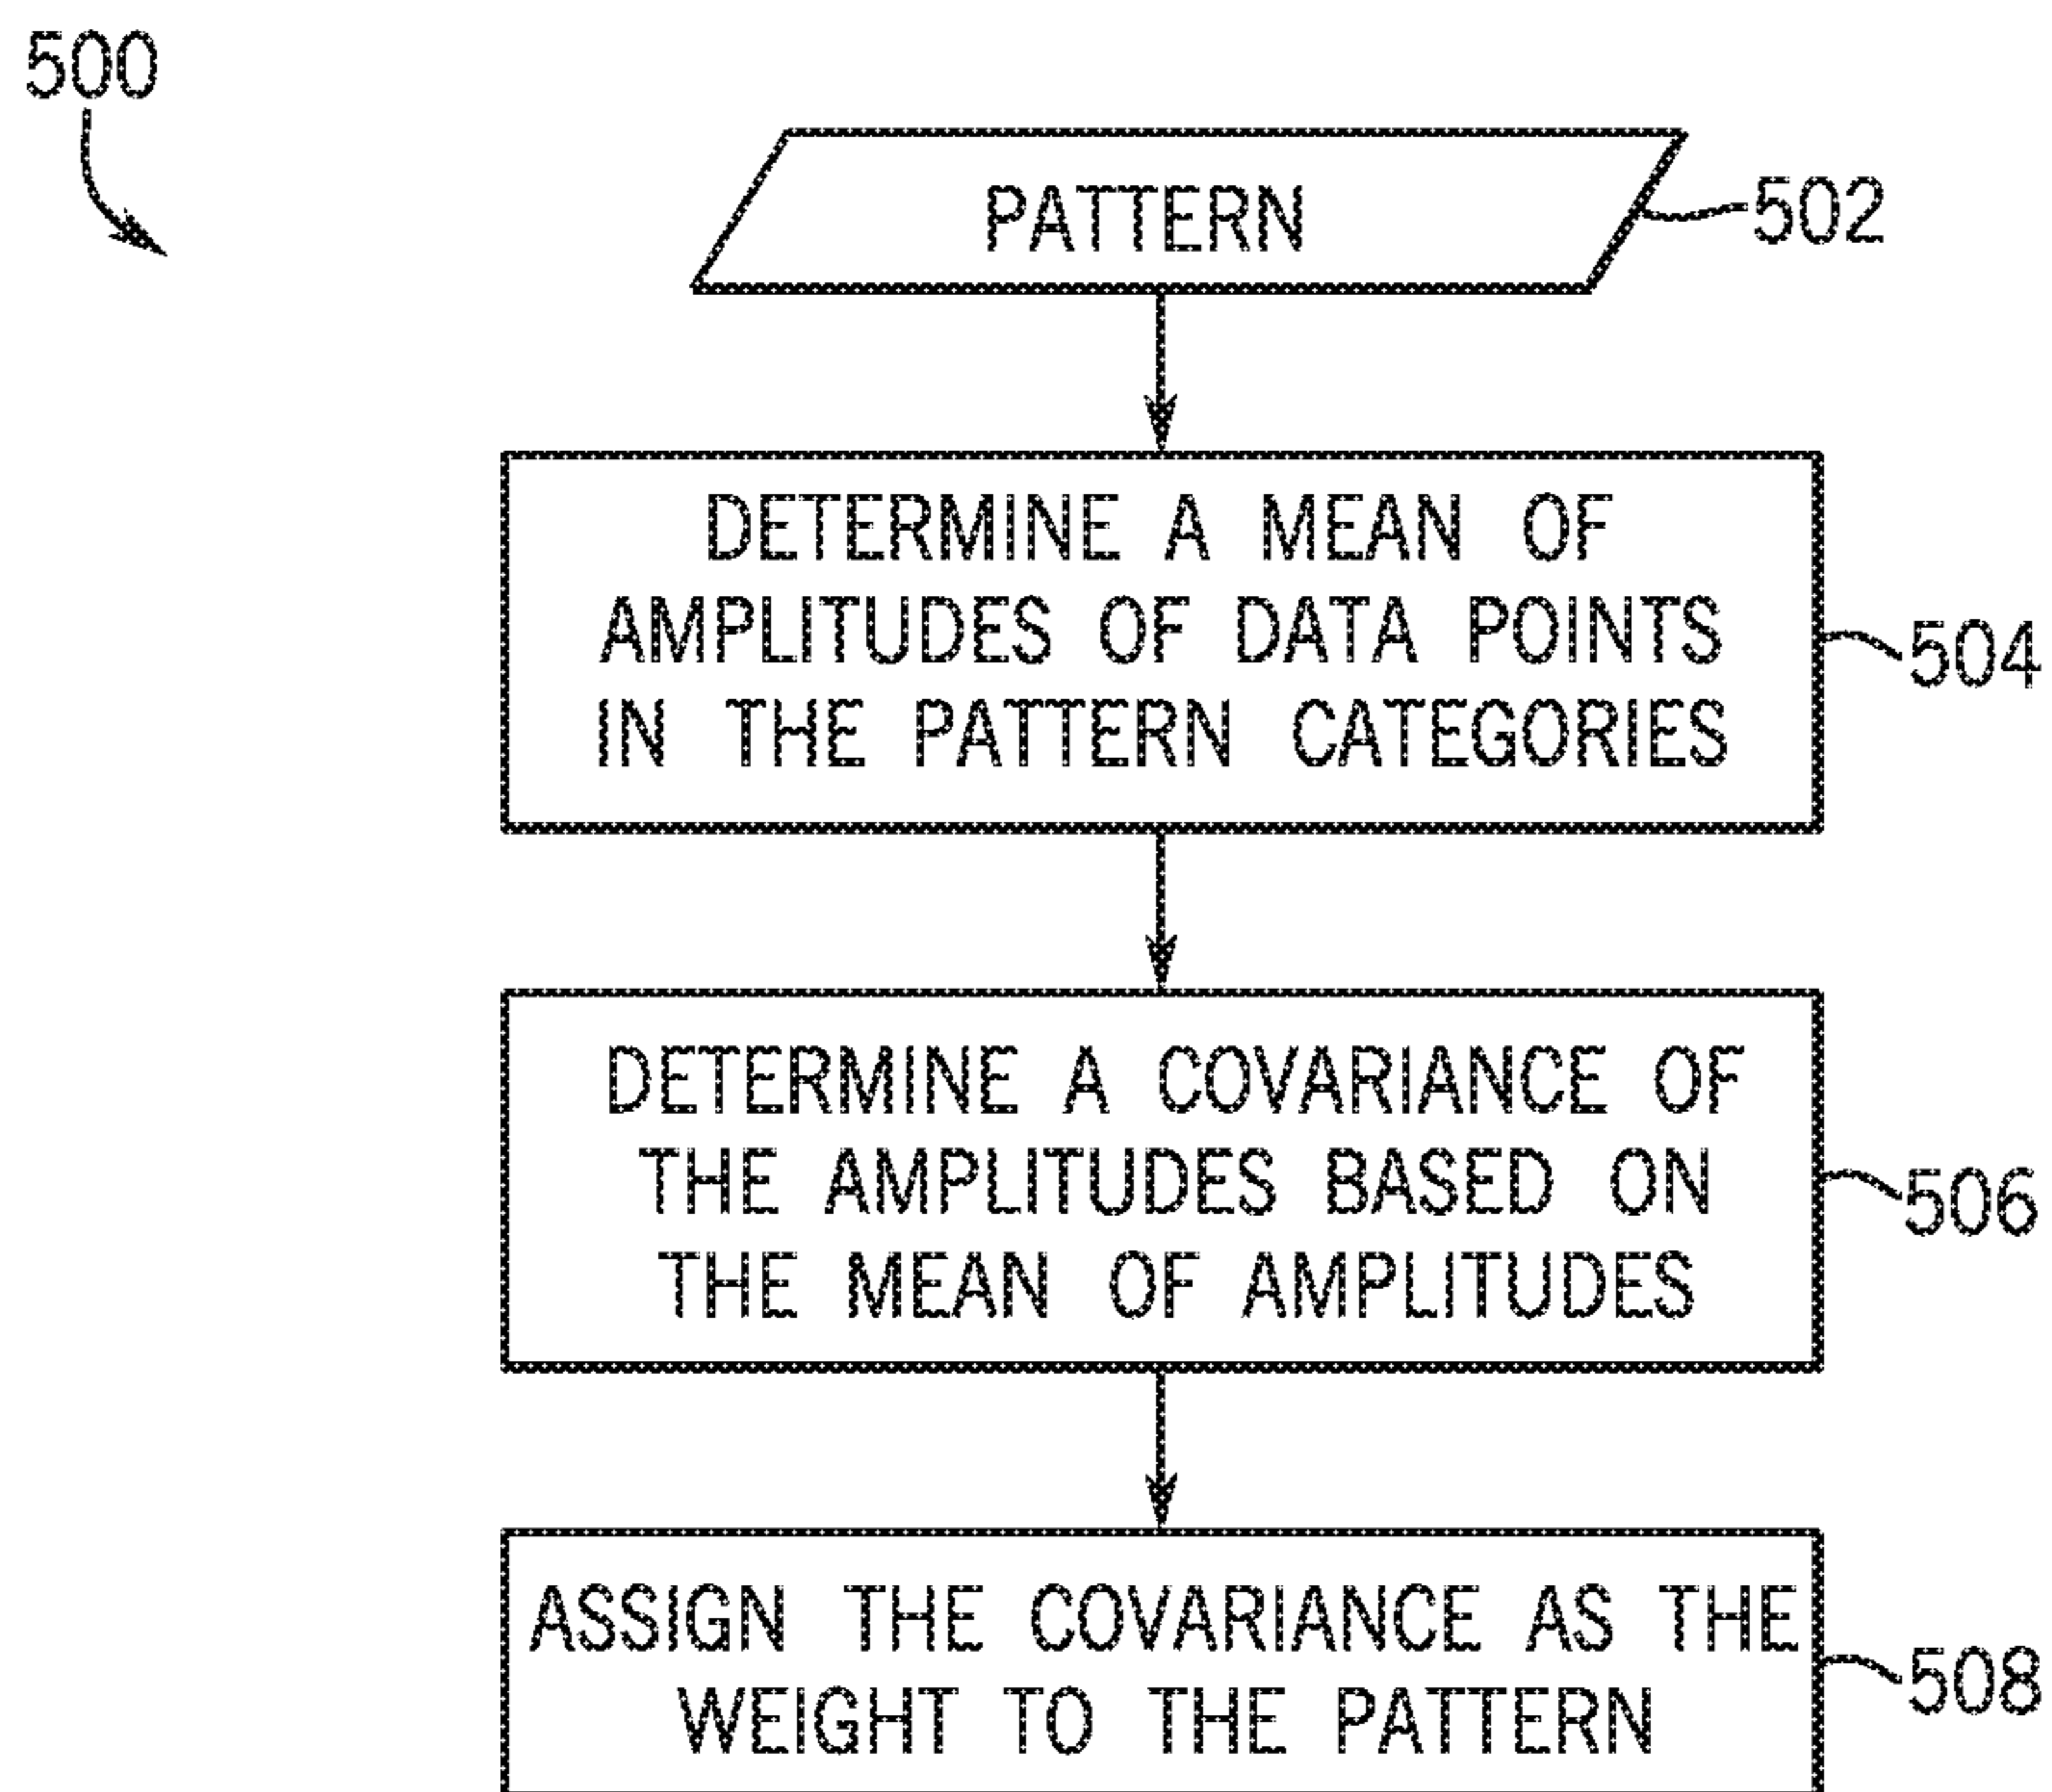 500
PATTERN
502
DETERMINE A MEAN OF
AMPLITUDES OF DATA POINTS
IN THE PATTERN CATEGORIES
504
DETERMINE A COVARIANCE OF
THE AMPLITUDES BASED ON
THE MEAN OF AMPLITUDES
506
ASSIGN THE COVARIANCE AS THE
WEIGHT TO THE PATTERN
508